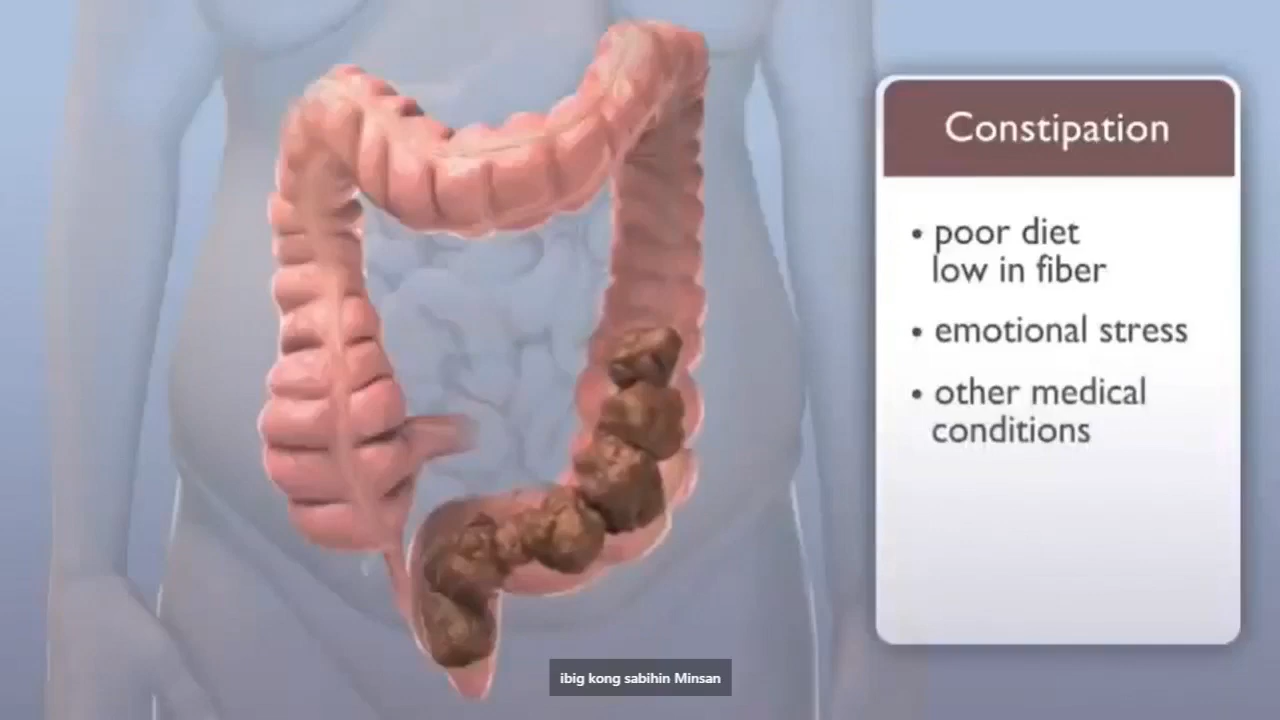 Constipation
• poor diet
low in fiber
• emotional stress
• other medical
conditions
ibig kong sabihin Minsan